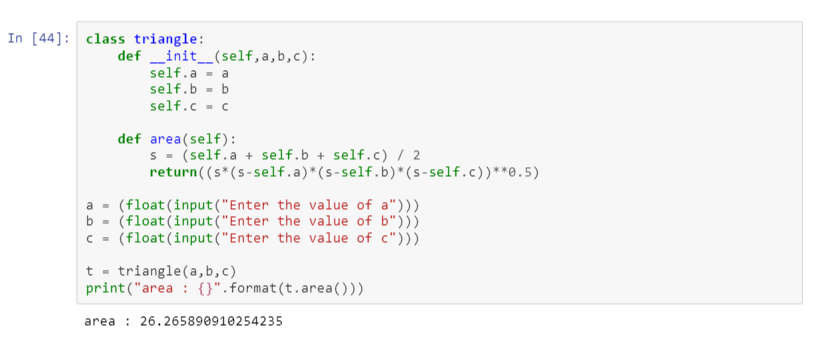 In [44]: class triangle:
    def __init__(self,a,b,c):
        self.a = a
        self.b = b
        self.c = c

    def area(self):
        s = (self.a + self.b + self.c) / 2
        return((s*(s-self.a)*(s-self.b)*(s-self.c))**0.5)

a = (float(input("Enter the value of a")))
b = (float(input("Enter the value of b")))
c = (float(input("Enter the value of c")))

t = triangle(a,b,c)
print("area : {}".format(t.area()))

area : 26.265890910254235